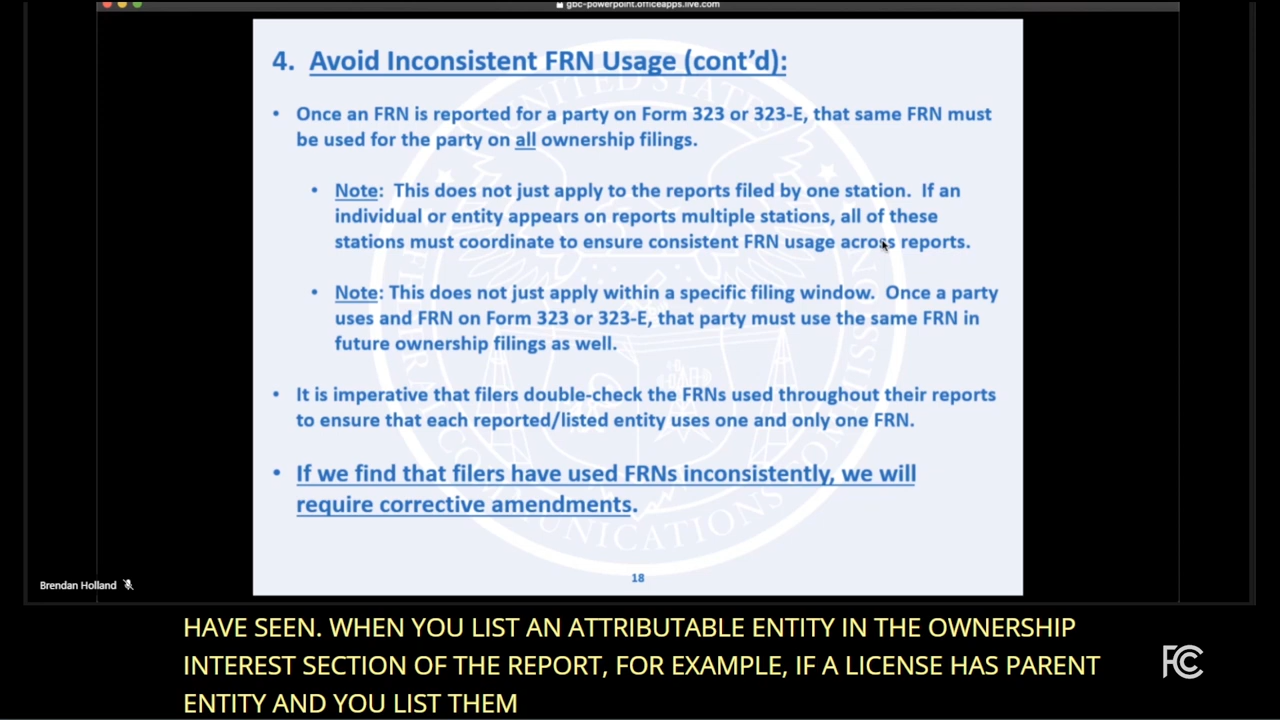 gbc-powerpoint.officeapps.live.com
4. Avoid Inconsistent FRN Usage (cont’d):
• Once an FRN is reported for a party on Form 323 or 323-E, that same FRN must
be used for the party on all ownership filings.
• Note: This does not just apply to the reports filed by one station. If an
individual or entity appears on reports multiple stations, all of these
stations must coordinate to ensure consistent FRN usage across reports.
• Note: This does not just apply within a specific filing window. Once a party
uses and FRN on Form 323 or 323-E, that party must use the same FRN in
future ownership filings as well.
• It is imperative that filers double-check the FRNs used throughout their reports
to ensure that each reported/listed entity uses one and only one FRN.
• If we find that filers have used FRNs inconsistently, we will
require corrective amendments.
18
Brendan Holland
HAVE SEEN. WHEN YOU LIST AN ATTRIBUTABLE ENTITY IN THE OWNERSHIP
INTEREST SECTION OF THE REPORT, FOR EXAMPLE, IF A LICENSE HAS PARENT
ENTITY AND YOU LIST THEM
FCC
UNITED STATES
FEDERAL COMMUNICATIONS COMMISSION